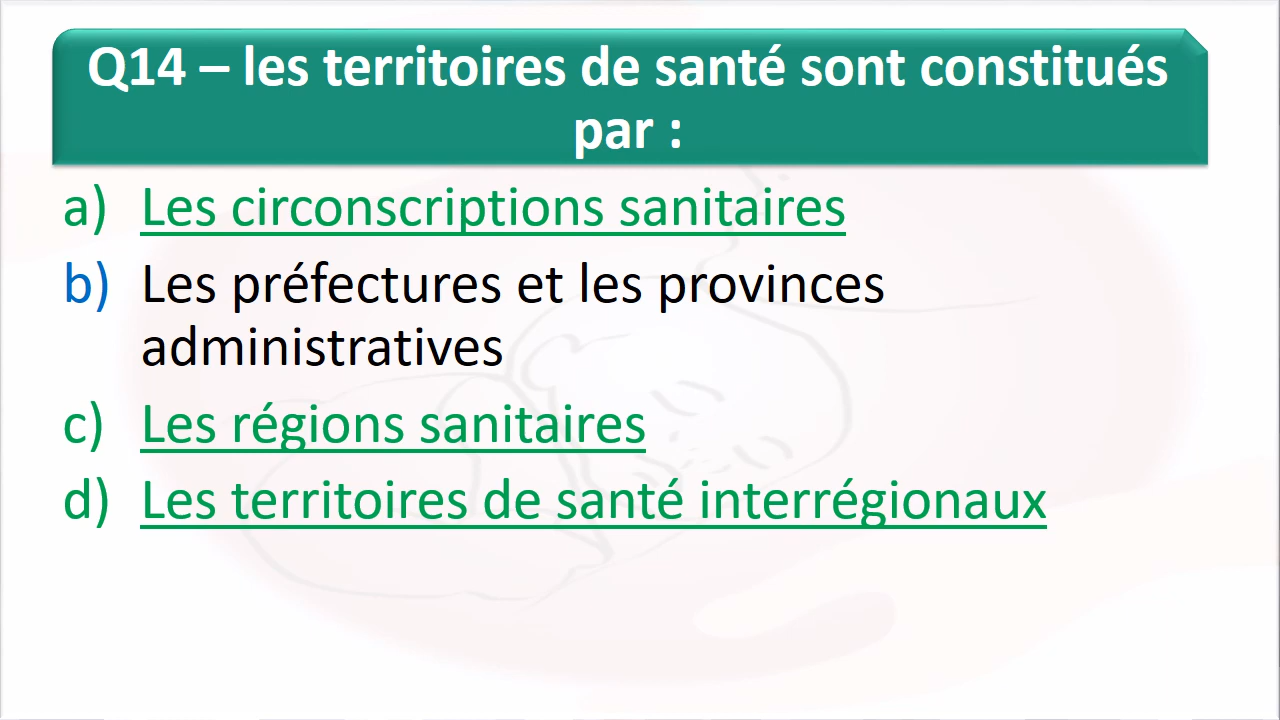 Q14 – les territoires de santé sont constitués
par :
a) Les circonscriptions sanitaires
b) Les préfectures et les provinces
administratives
c) Les régions sanitaires
d) Les territoires de santé interrégionaux